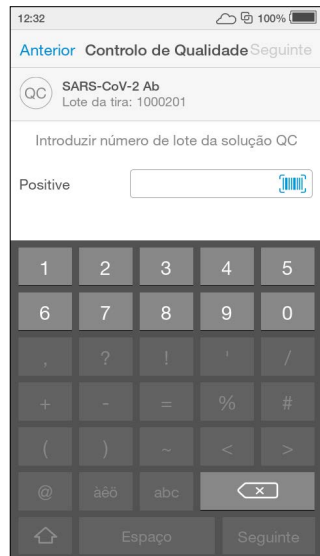 12:32 100%
Anterior Controlo de Qualidade Seguinte
QC SARS-CoV-2 Ab
Lote da tira: 1000201
Introduzir número de lote da solução QC
Positive
1 2 3 4 5
6 7 8 9 0
, ? ! ' /
+ - = % #
( ) ~ < >
@ àêõ abc
Espaço Seguinte